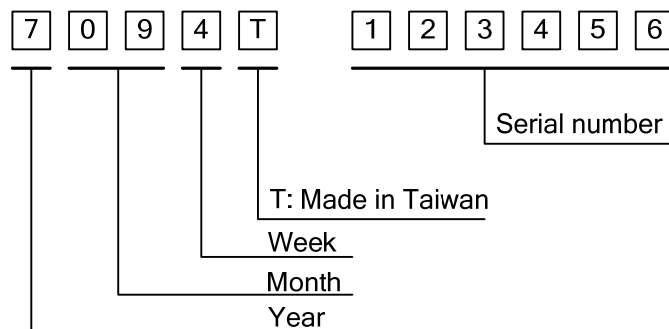 7 0 9 4 T 1 2 3 4 5 6
Serial number
T: Made in Taiwan
Week
Month
Year